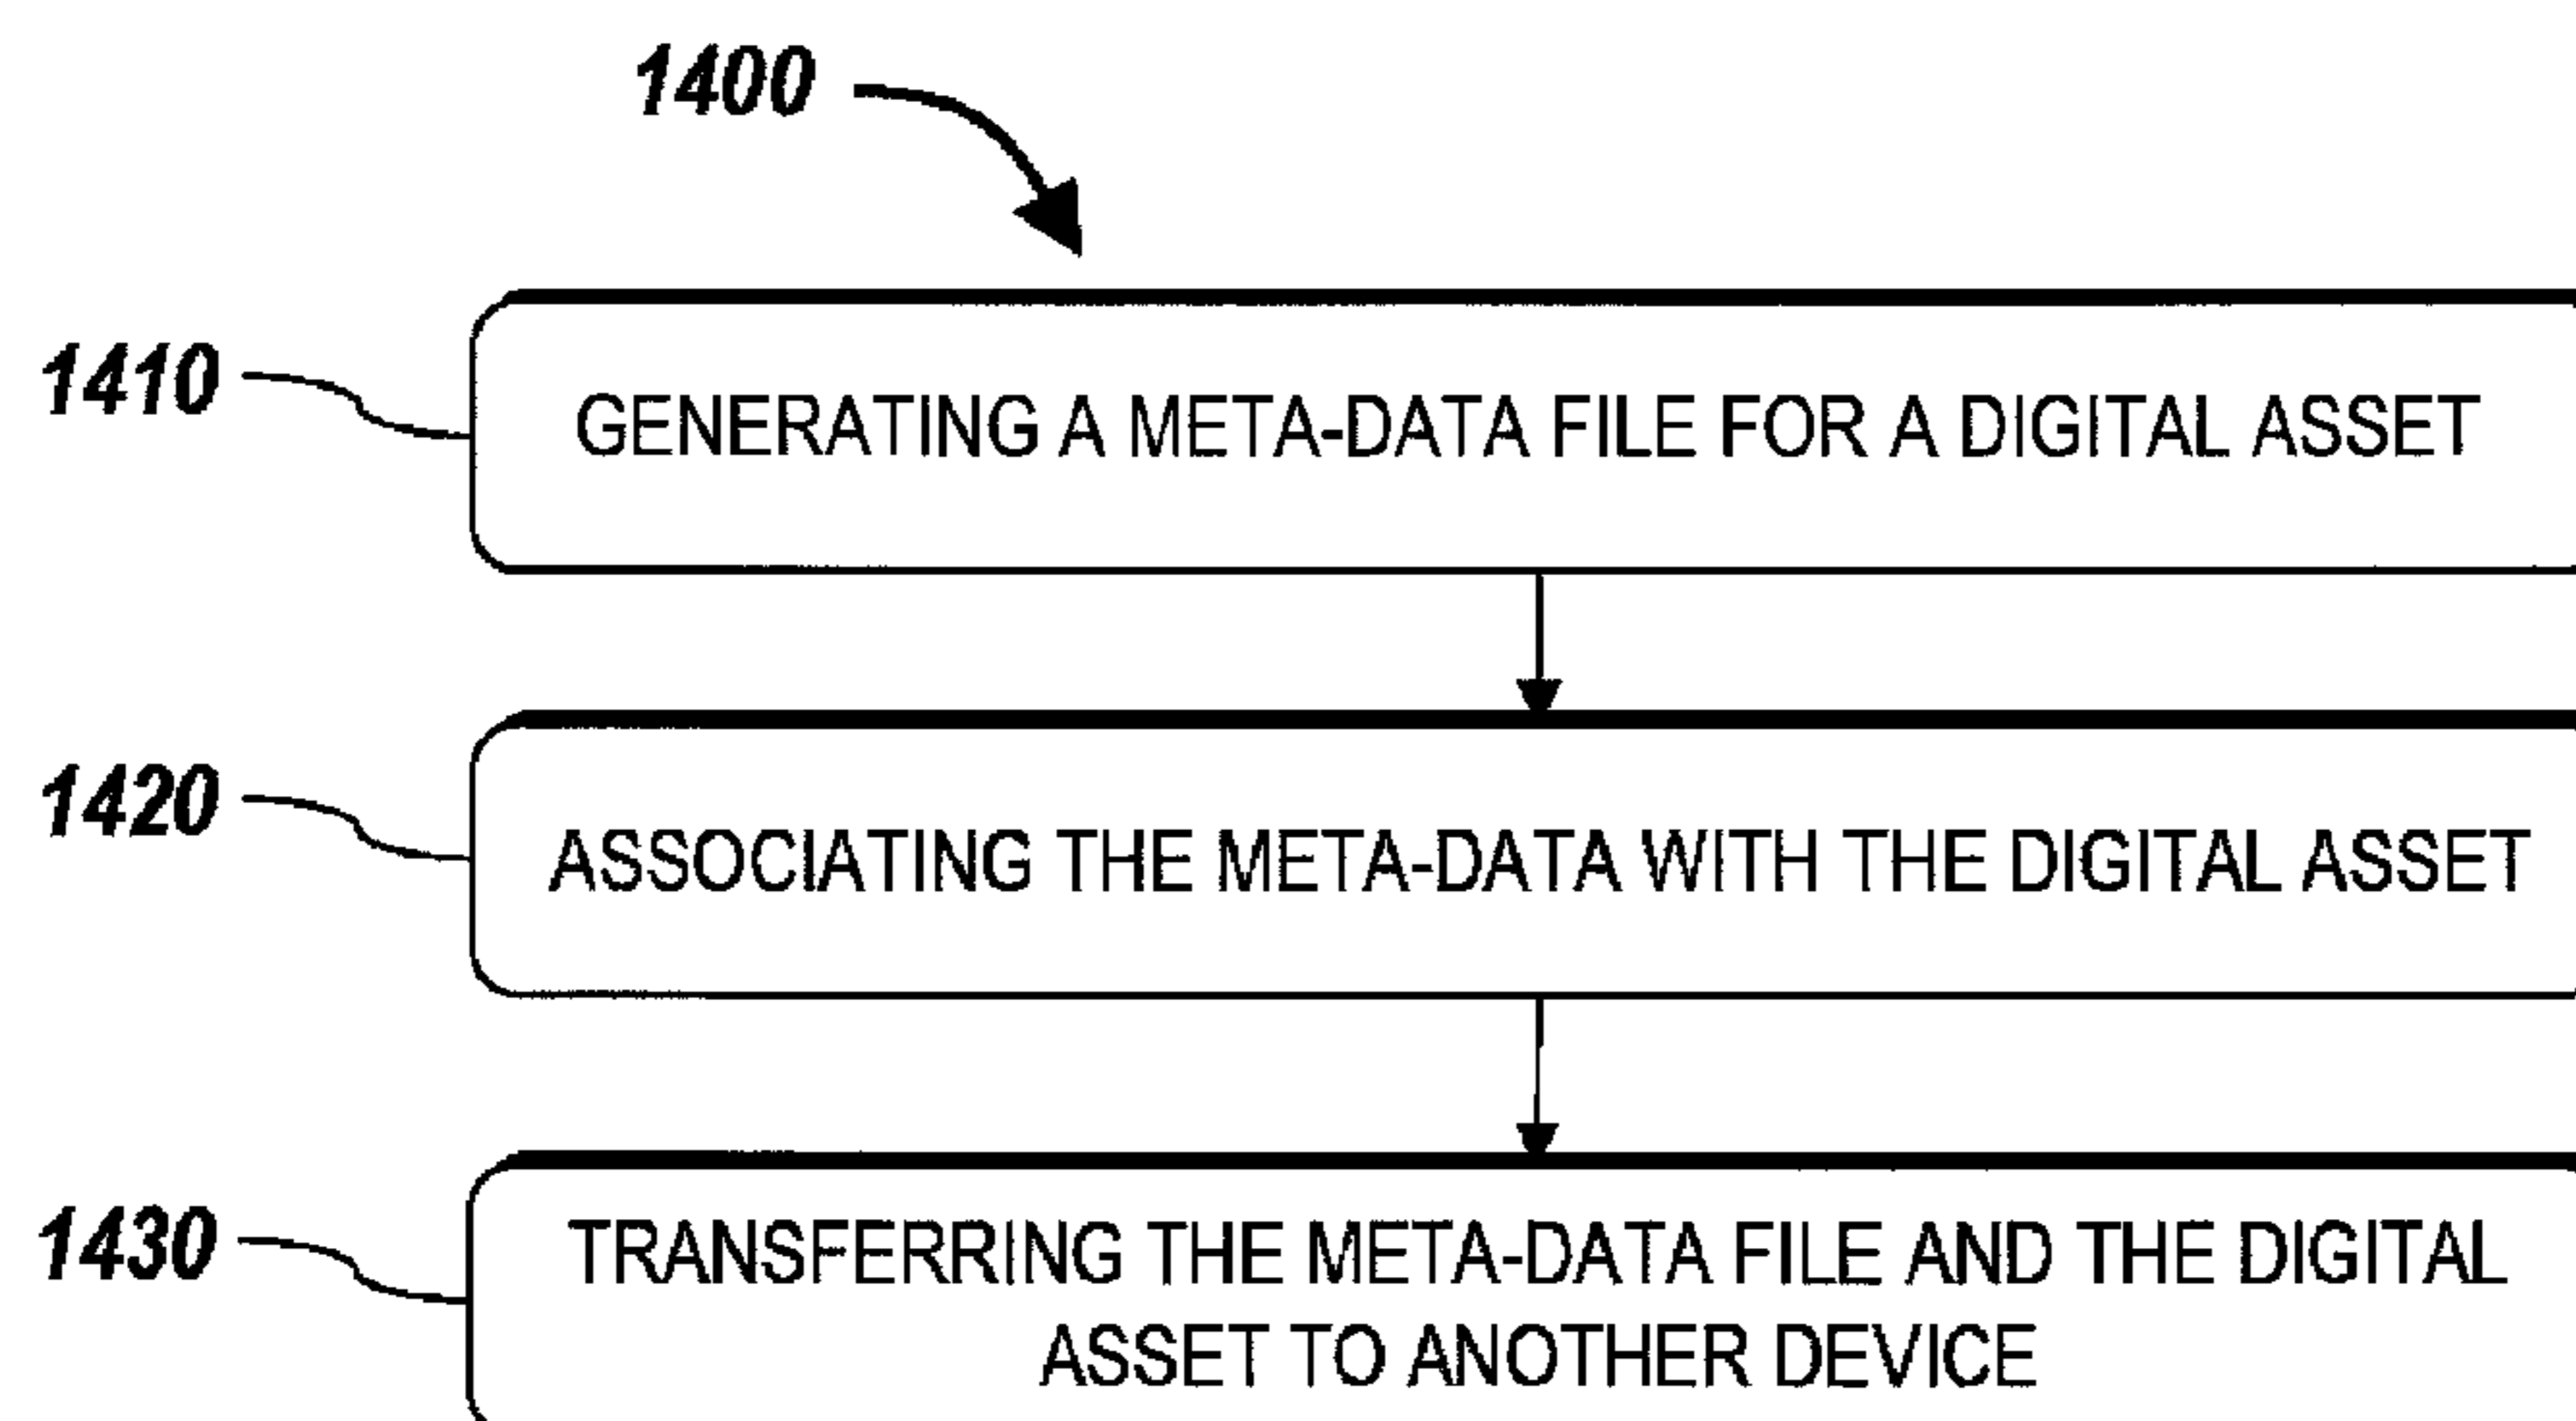 1400
1410
GENERATING A META-DATA FILE FOR A DIGITAL ASSET
1420
ASSOCIATING THE META-DATA WITH THE DIGITAL ASSET
1430
TRANSFERRING THE META-DATA FILE AND THE DIGITAL
ASSET TO ANOTHER DEVICE